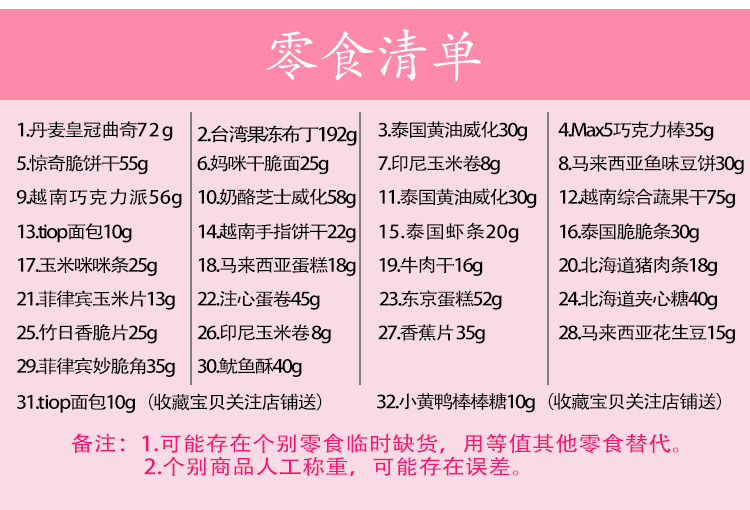 零食清单
1.丹麦皇冠曲奇72g 2.台湾果冻布丁192g 3.泰国黄油威化30g 4.Max5巧克力棒35g
5.惊奇脆饼干55g 6.妈咪干脆面25g 7.印尼玉米卷8g 8.马来西亚鱼味豆饼30g
9.越南巧克力派56g 10.奶酪芝士威化58g 11.泰国黄油威化30g 12.越南综合蔬果干75g
13.tiop面包10g 14.越南手指饼干22g 15.泰国虾条20g 16.泰国脆脆条30g
17.玉米咪咪条25g 18.马来西亚蛋糕18g 19.牛肉干16g 20.北海道猪肉条18g
21.菲律宾玉米片13g 22.注心蛋卷45g 23.东京蛋糕52g 24.北海道夹心糖40g
25.竹日香脆片25g 26.印尼玉米卷8g 27.香蕉片35g 28.马来西亚花生豆15g
29.菲律宾妙脆角35g 30.鱿鱼酥40g
31.tiop面包10g（收藏宝贝关注店铺送） 32.小黄鸭棒棒糖10g（收藏宝贝关注店铺送）
备注：1.可能存在个别零食临时缺货，用等值其他零食替代。
2.个别商品人工称重，可能存在误差。